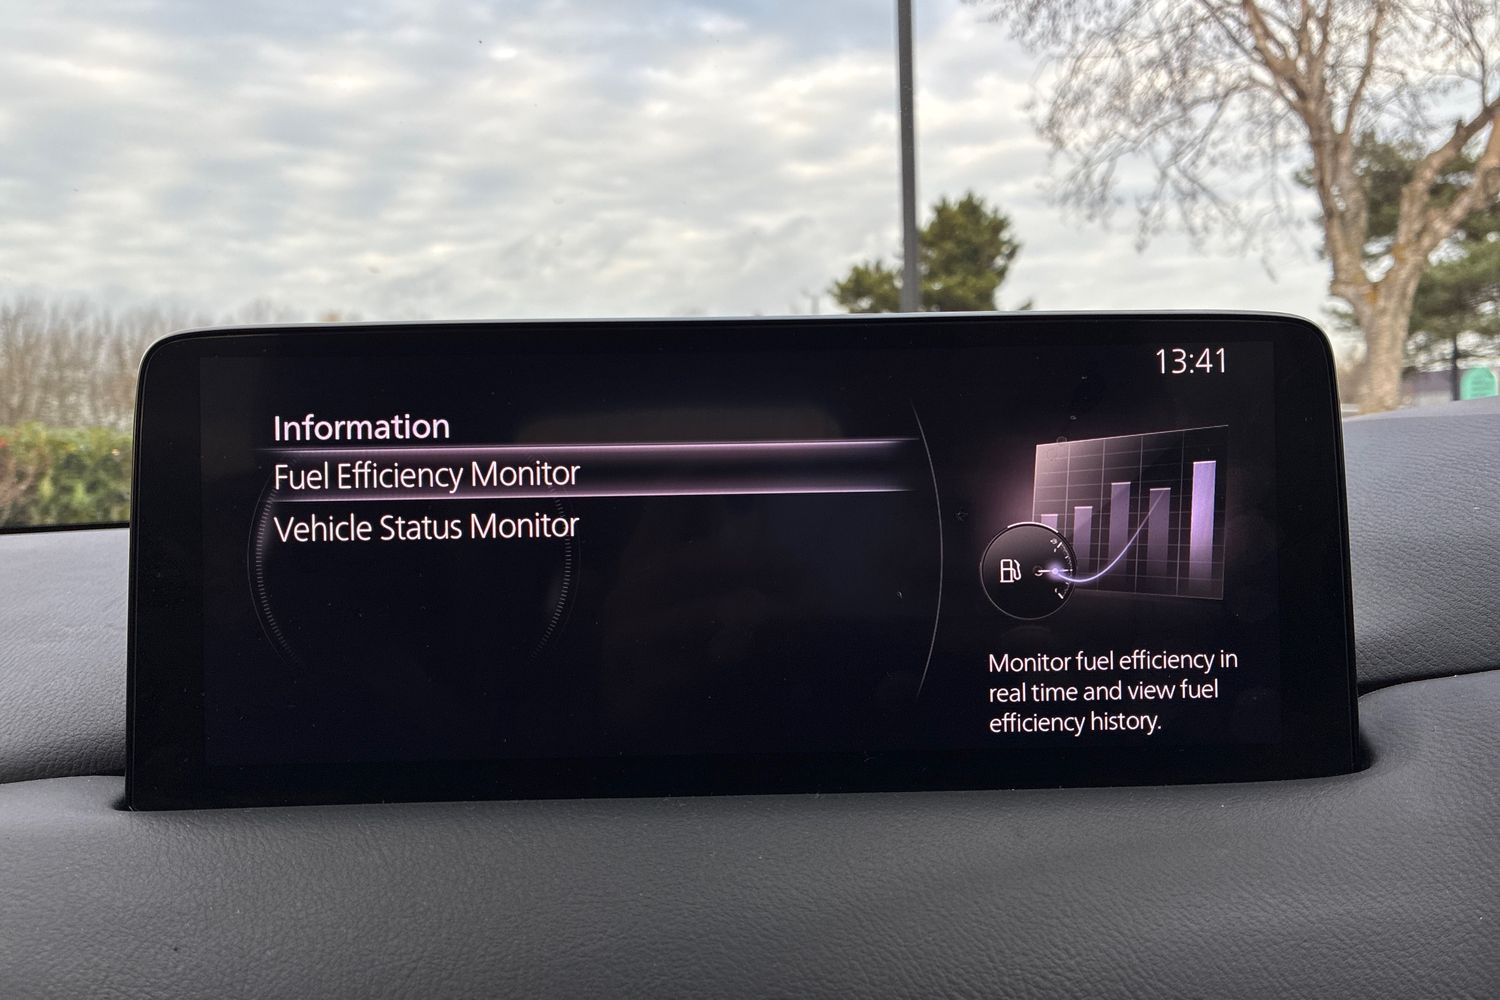 13:41
Information
Fuel Efficiency Monitor
Vehicle Status Monitor
Monitor fuel efficiency in
real time and view fuel
efficiency history.